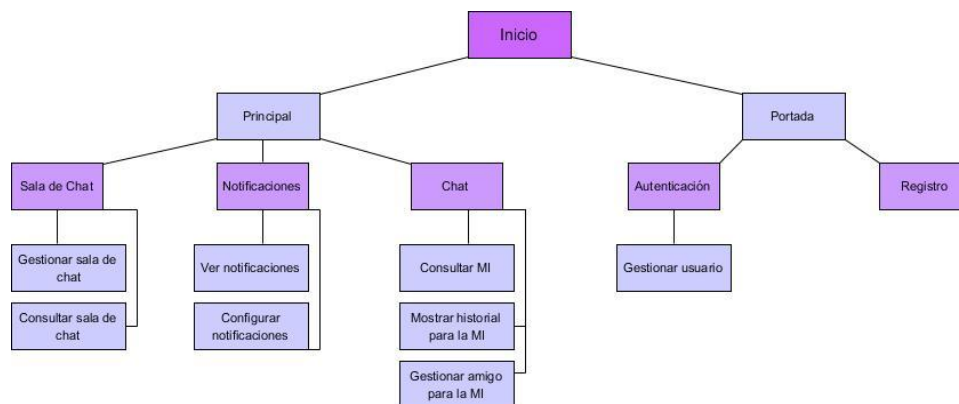 Inicio
Principal
Portada
Sala de Chat
Notificaciones
Chat
Autenticación
Registro
Gestionar sala de
chat
Ver notificaciones
Consultar MI
Gestionar usuario
Consultar sala de
chat
Configurar
notificaciones
Mostrar historial
para la MI
Gestionar amigo
para la MI